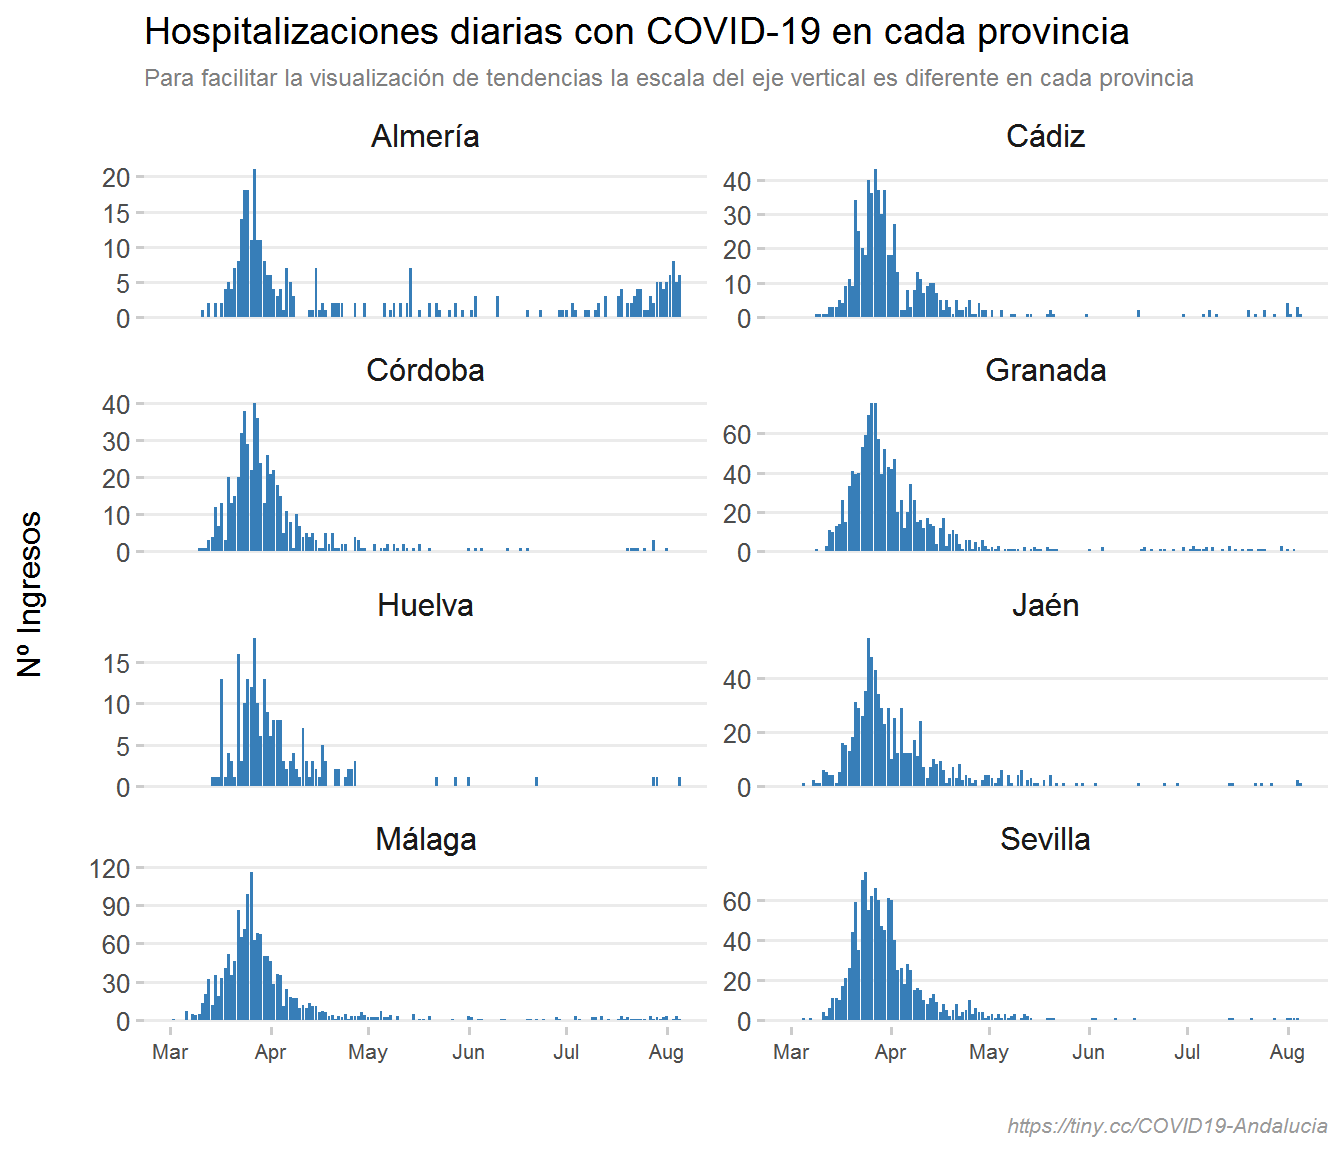 Hospitalizaciones diarias con COVID-19 en cada provincia
Para facilitar la visualización de tendencias la escala del eje vertical es diferente en cada provincia
Nº Ingresos
Almería
20
15
10
5
0
Cádiz
40
30
20
10
0
Córdoba
40
30
20
10
0
Granada
60
40
20
0
Huelva
15
10
5
0
Jaén
40
20
0
Málaga
120
90
60
30
0
Mar Apr May Jun Jul Aug
Sevilla
60
40
20
0
Mar Apr May Jun Jul Aug
https://tiny.cc/COVID19-Andalucia